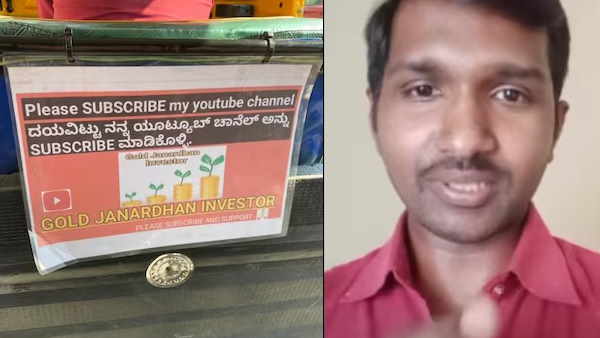 Please SUBSCRIBE my youtube channel
ದಯವಿಟ್ಟು ನನ್ನ ಯೂಟ್ಯೂಬ್ ಚಾನೆಲ್ ಅನ್ನು
SUBSCRIBE ಮಾಡಿಕೊಳ್ಳಿ.
Gold Janardhan
Investor
GOLD JANARDHAN INVESTOR
PLEASE SUBSCRIBE AND SUPPORT